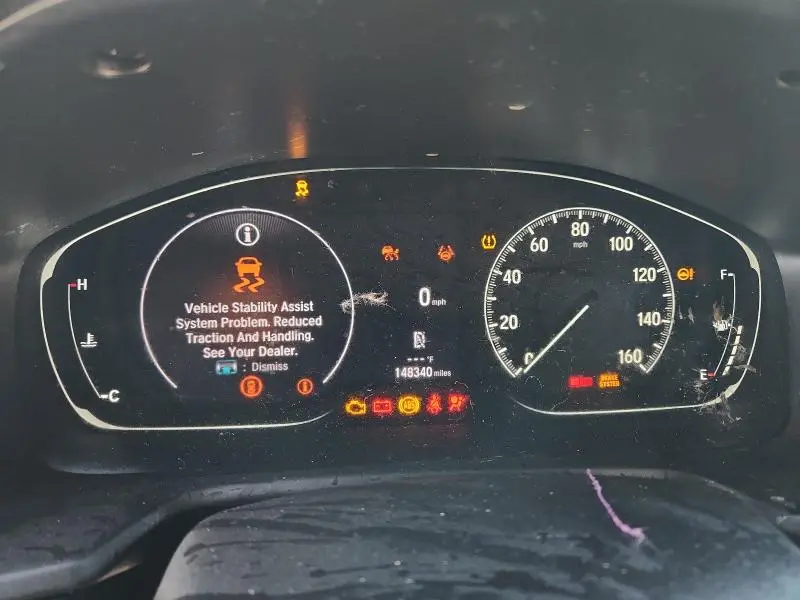 Vehicle Stability Assist
System Problem. Reduced
Traction And Handling.
See Your Dealer.
: Dismiss
H
C
0 mph
--- °F
148340 miles
0
20
40
60
80
mph
100
120
140
160
BRAKE
SYSTEM
F
E